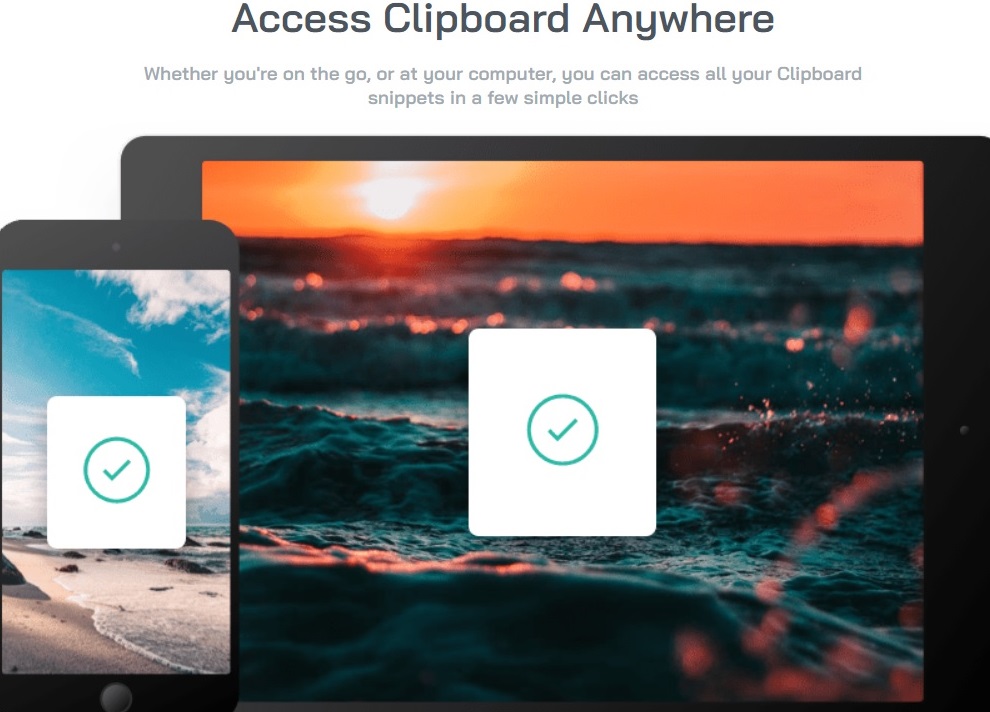 Access Clipboard Anywhere
Whether you're on the go, or at your computer, you can access all your Clipboard
snippets in a few simple clicks